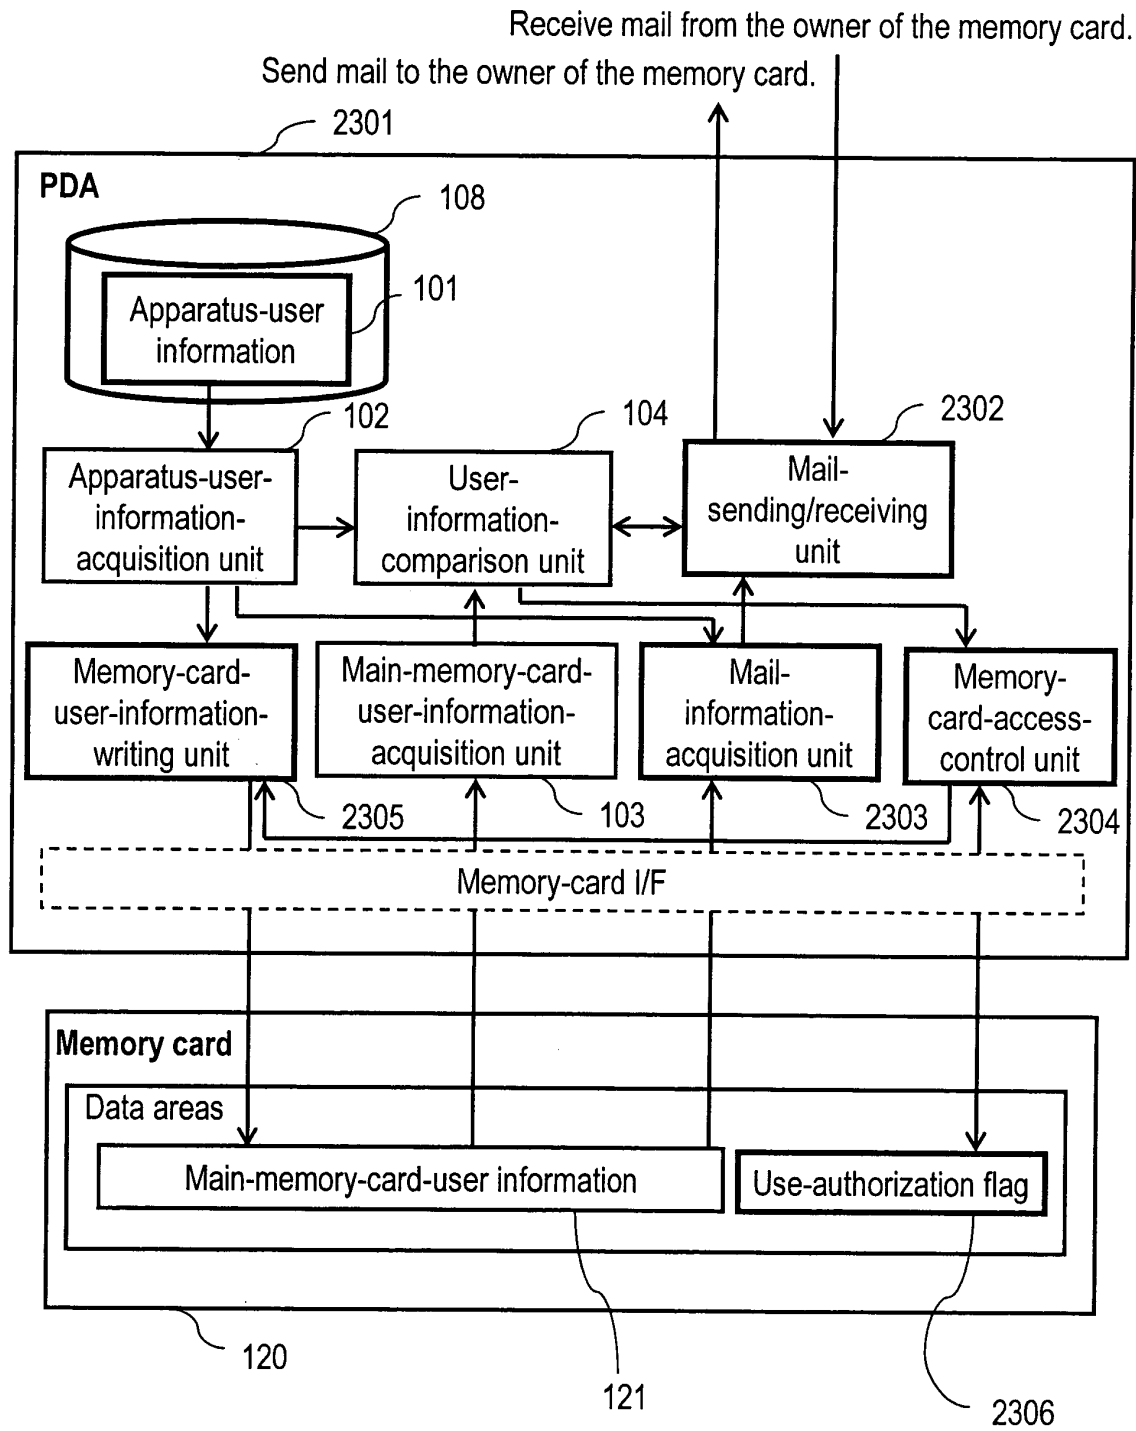 Receive mail from the owner of the memory card.
Send mail to the owner of the memory card.
2301
PDA
108
101
Apparatus-user
information
102
104
2302
Apparatus-user-
information-
acquisition unit
User-
information-
comparison unit
Mail-
sending/receiving
unit
Memory-card-
user-information-
writing unit
Main-memory-card-
user-information-
acquisition unit
Mail-
information-
acquisition unit
Memory-
card-access-
control unit
2305
103
2303
2304
Memory-card I/F
Memory card
Data areas
Main-memory-card-user information
Use-authorization flag
120
121
2306